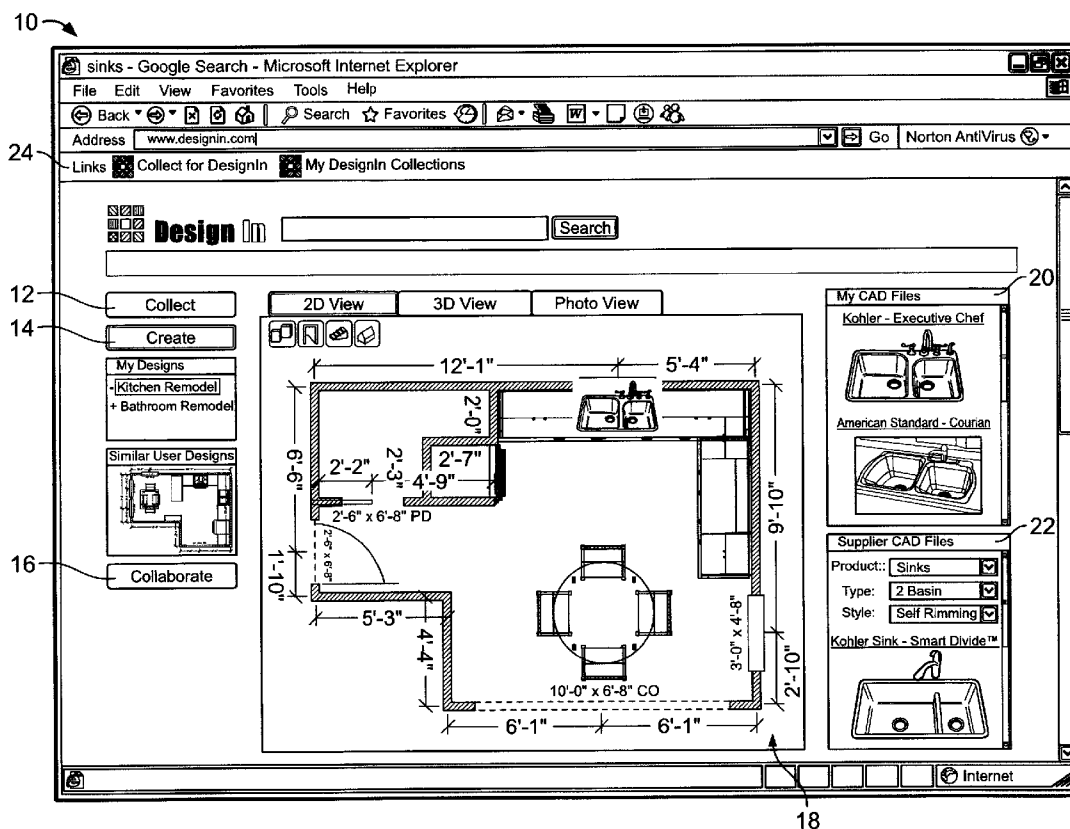 10
sinks - Google Search - Microsoft Internet Explorer
File Edit View Favorites Tools Help
Back Search Favorites W
Address www.designin.com Go Norton AntiVirus
24
Links Collect for DesignIn My DesignIn Collections
Design In Search
12
Collect
14
Create
My Designs
- Kitchen Remodel
+ Bathroom Remodel
Similar User Designs
16
Collaborate
2D View 3D View Photo View
12'-1" 5'-4"
2'-0"
6'-6"
2'-2"
2'-3"
2'-7"
4'-9"
2'-6" x 6'-8" PD
9'-10"
2'-6" x 6'-8"
1'-10"
5'-3"
4'-4"
3'-0" x 4'-8"
2'-10"
10'-0" x 6'-8" CO
6'-1" 6'-1"
18
20
My CAD Files
Kohler - Executive Chef
American Standard - Courian
22
Supplier CAD Files
Product:: Sinks
Type: 2 Basin
Style: Self Rimming
Kohler Sink - Smart Divide™
Internet